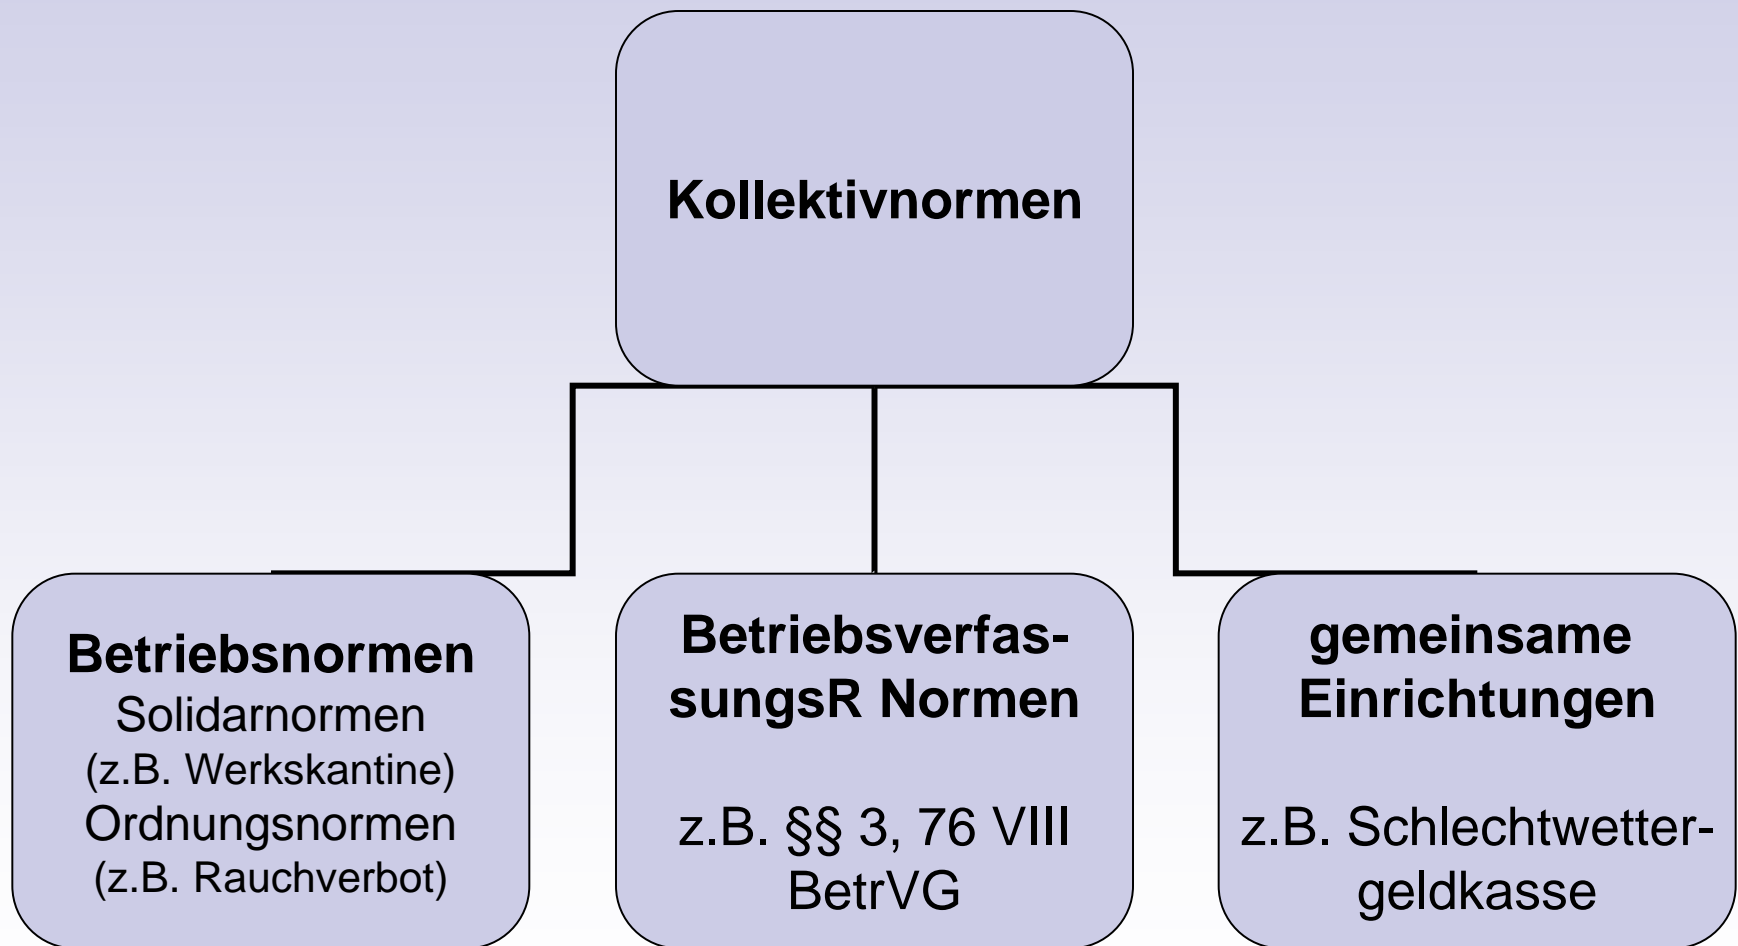 Kollektivnormen
Betriebsnormen
Solidarnormen
(z.B. Werkskantine)
Ordnungsnormen
(z.B. Rauchverbot)
Betriebsverfas-
sungsR Normen
z.B. §§ 3, 76 VIII
BetrVG
gemeinsame
Einrichtungen
z.B. Schlechtwetter-
geldkasse